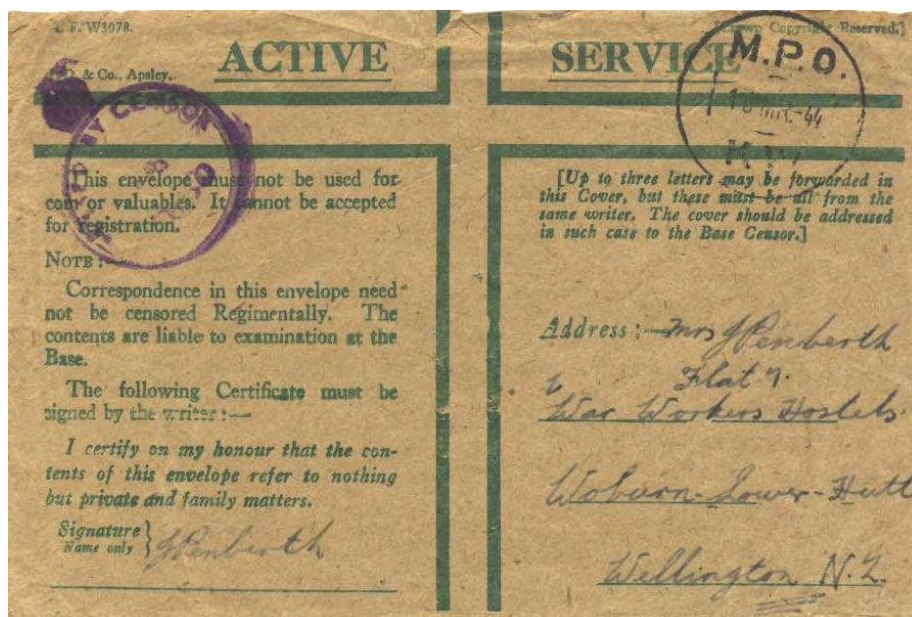 F. W3078.
[Crown Copyright Reserved.]
ACTIVE SERVICE
& Co., Apsley.
BY CENSOR
M.P.O.
44
K.W.
This envelope must not be used for
coin or valuables. It cannot be accepted
for registration.
NOTE :—
Correspondence in this envelope need
not be censored Regimentally. The
contents are liable to examination at the
Base.
The following Certificate must be
signed by the writer :—
I certify on my honour that the con-
tents of this envelope refer to nothing
but private and family matters.
Signature
Name only
J Penberth
[Up to three letters may be forwarded in
this Cover, but these must be all from the
same writer. The cover should be addressed
in such case to the Base Censor.]
Address :— Mrs J Penberth
Flat 7.
War Workers Hostels.
Woburn - Lower - Hutt
Wellington N.Z.